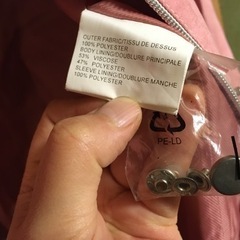 OUTER FABRIC/TISSU DE DESSUS
100% POLYESTER
BODY LINING/DOUBLURE PRINCIPALE
53% VISCOSE
47% POLYESTER
SLEEVE LINING/DOUBLURE MANCHE
100% POLYESTER
PE-LD